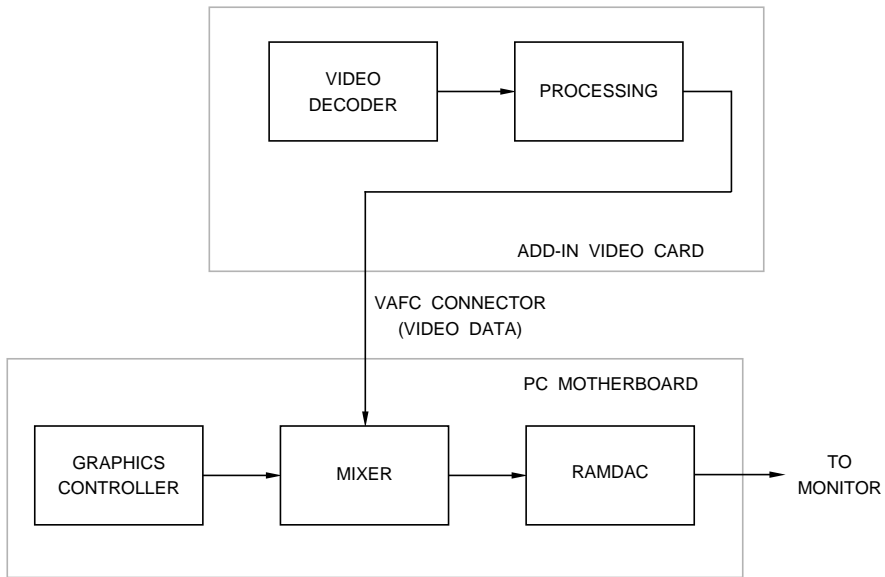 VIDEO
DECODER
PROCESSING
ADD-IN VIDEO CARD
VAFC CONNECTOR
(VIDEO DATA)
PC MOTHERBOARD
GRAPHICS
CONTROLLER
MIXER
RAMDAC
TO
MONITOR